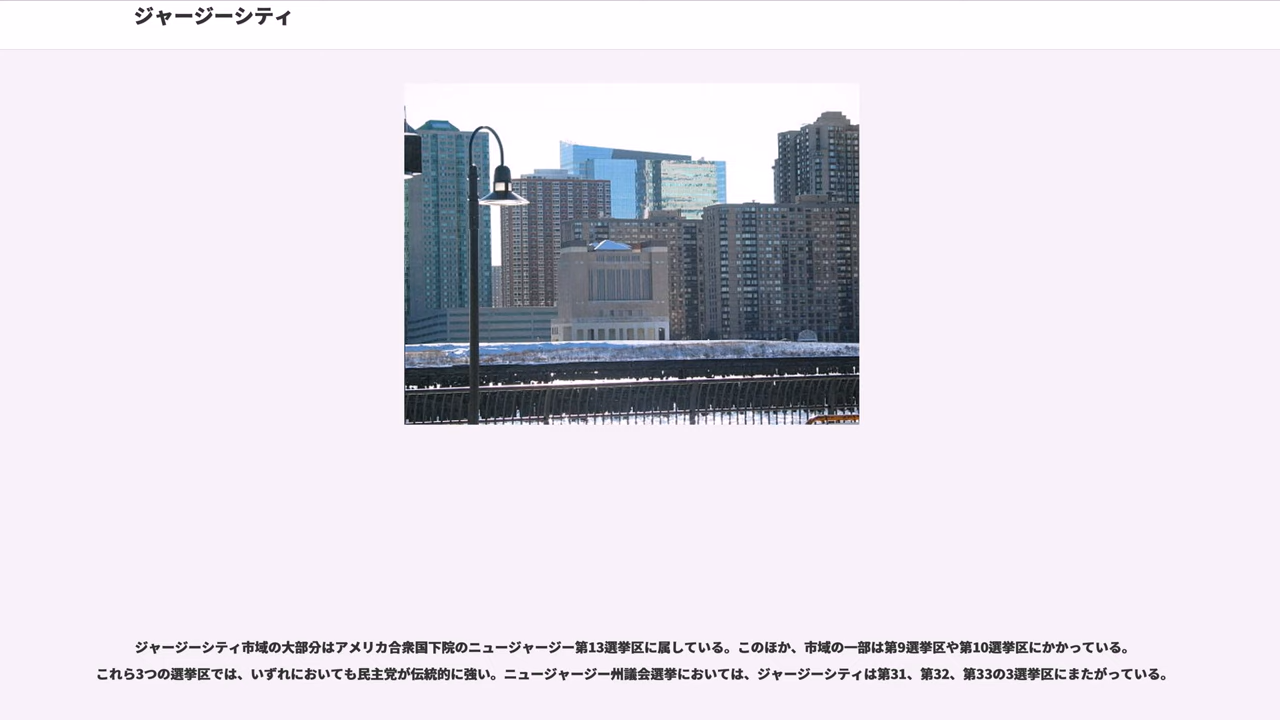 ジャージーシティ
ジャージーシティ市域の大部分はアメリカ合衆国下院のニュージャージー第13選挙区に属している。このほか、市域の一部は第9選挙区や第10選挙区にかかっている。
これら3つの選挙区では、いずれにおいても民主党が伝統的に強い。ニュージャージー州議会選挙においては、ジャージーシティは第31、第32、第33の3選挙区にまたがっている。